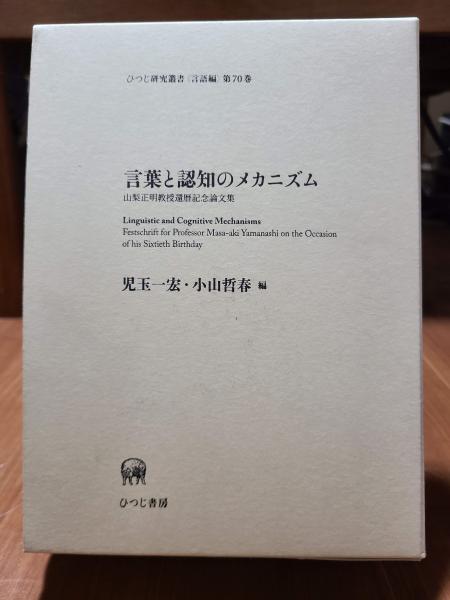 ひつじ研究叢書〈言語編〉第70巻
言葉と認知のメカニズム
山梨正明教授還暦記念論文集
Linguistic and Cognitive Mechanisms
Festschrift for Professor Masa-aki Yamanashi on the Occasion
of his Sixtieth Birthday
児玉一宏・小山哲春 編
ひつじ書房